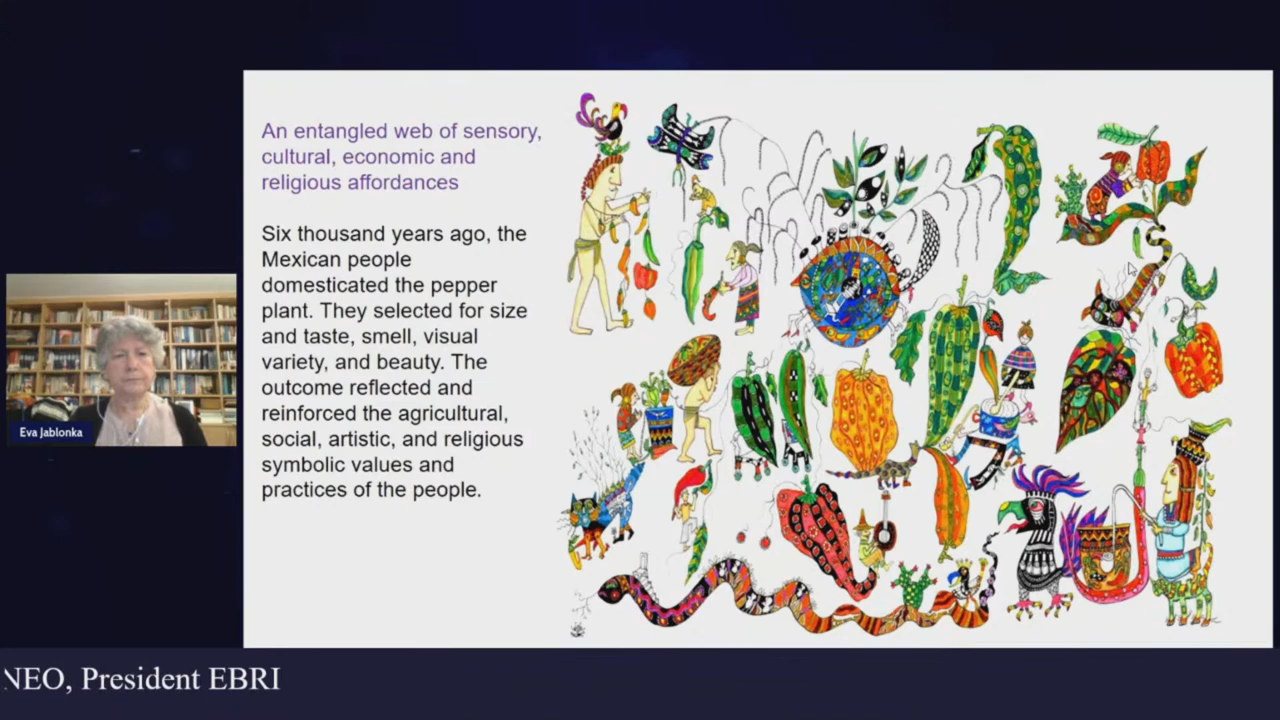 An entangled web of sensory,
cultural, economic and
religious affordances
Six thousand years ago, the
Mexican people
domesticated the pepper
plant. They selected for size
and taste, smell, visual
variety, and beauty. The
outcome reflected and
reinforced the agricultural,
social, artistic, and religious
symbolic values and
practices of the people.
Eva Jablonka
NEO, President EBRI